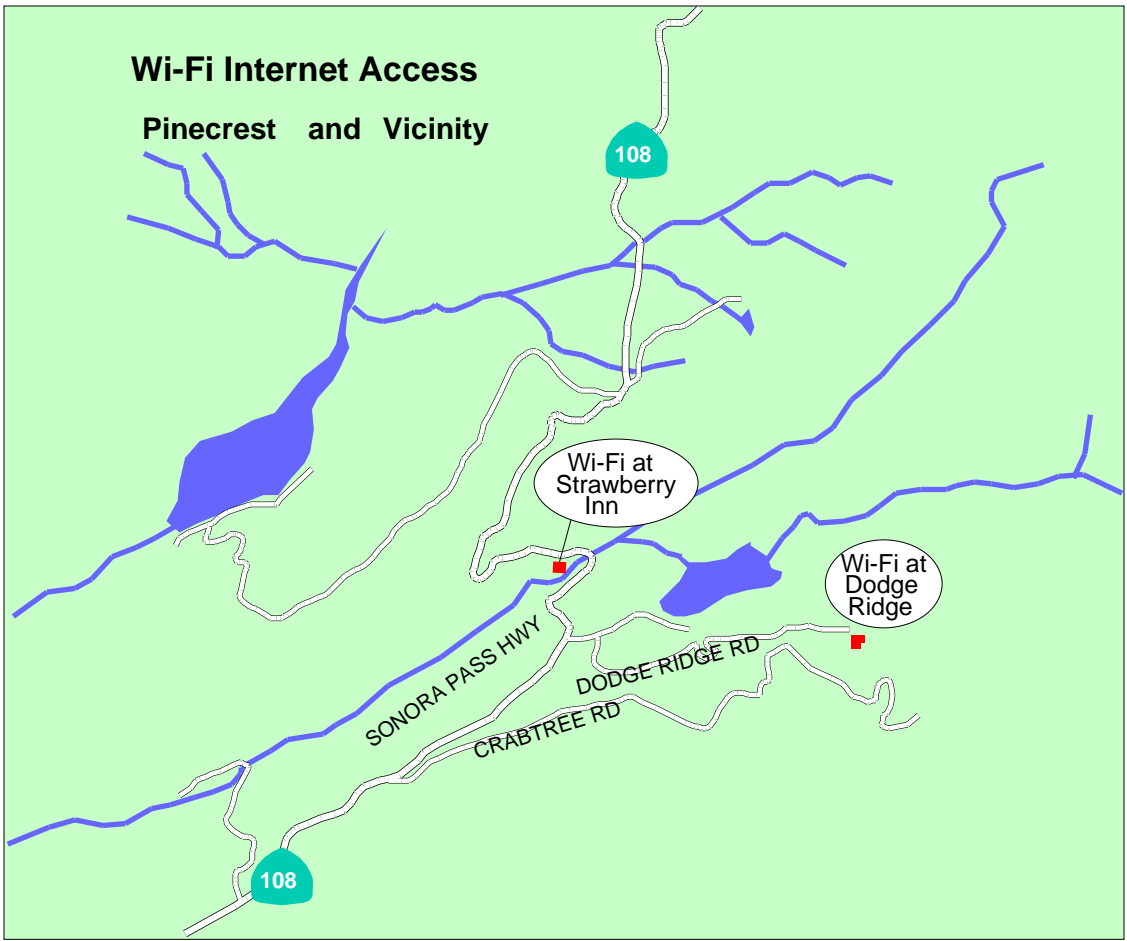 Wi-Fi Internet Access
Pinecrest and Vicinity
108
Wi-Fi at
Strawberry
Inn
Wi-Fi at
Dodge
Ridge
SONORA PASS HWY
DODGE RIDGE RD
CRABTREE RD
108